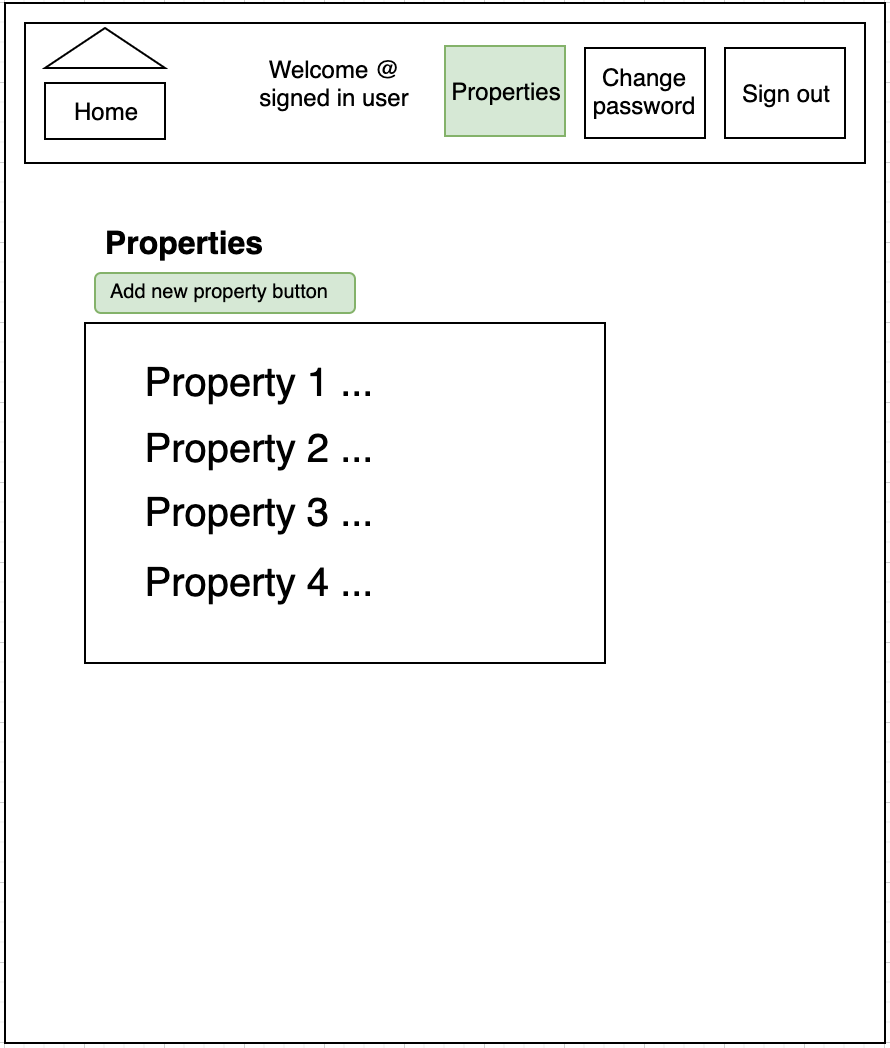 Home
Welcome @
signed in user
Properties
Change
password
Sign out
Properties
Add new property button
Property 1 ...
Property 2 ...
Property 3 ...
Property 4 ...